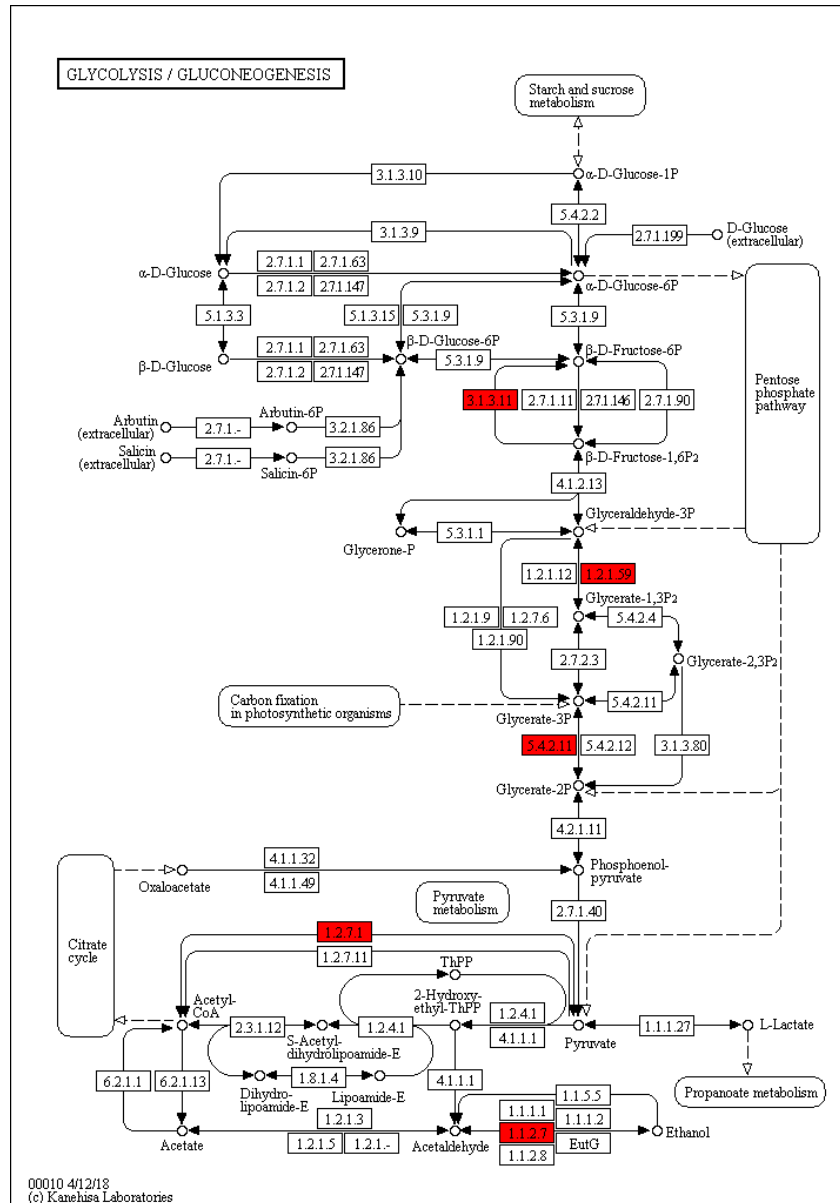 GLYCOLYSIS / GLUCONEOGENESIS
Starch and sucrose
metabolism
3.1.3.10
α-D-Glucose-1P
5.4.2.2
3.1.3.9
2.7.1.199
D-Glucose
(extracellular)
α-D-Glucose
2.7.1.1
2.7.1.63
2.7.1.2
2.7.1.147
α-D-Glucose-6P
5.1.3.3
5.1.3.15
5.3.1.9
5.3.1.9
β-D-Glucose
2.7.1.1
2.7.1.63
2.7.1.2
2.7.1.147
β-D-Glucose-6P
5.3.1.9
β-D-Fructose-6P
Pentose
phosphate
pathway
3.1.3.11
2.7.1.11
2.7.1.146
2.7.1.90
Arbutin
(extracellular)
2.7.1.-
Arbutin-6P
3.2.1.86
Salicin
(extracellular)
2.7.1.-
Salicin-6P
3.2.1.86
β-D-Fructose-1,6P2
4.1.2.13
Glyceraldehyde-3P
Glycerone-P
5.3.1.1
1.2.1.12
1.2.1.59
Glycerate-1,3P2
1.2.1.9
1.2.7.6
1.2.1.90
5.4.2.4
2.7.2.3
Glycerate-2,3P2
Carbon fixation
in photosynthetic organisms
Glycerate-3P
5.4.2.11
5.4.2.11
5.4.2.12
3.1.3.80
Glycerate-2P
4.2.1.11
Oxaloacetate
4.1.1.32
4.1.1.49
Phosphoenol-
pyruvate
Pyruvate
metabolism
2.7.1.40
Citrate
cycle
1.2.7.1
1.2.7.11
ThPP
Acetyl-
CoA
2-Hydroxy-
ethyl-ThPP
2.3.1.12
S-Acetyl-
dihydrolipoamide-E
1.2.4.1
1.2.4.1
4.1.1.1
Pyruvate
1.1.1.27
L-Lactate
6.2.1.1
6.2.1.13
Dihydro-
lipoamide-E
1.8.1.4
Lipoamide-E
4.1.1.1
Propanoate metabolism
Acetate
1.2.1.3
1.2.1.5
1.2.1.-
Acetaldehyde
1.1.5.5
1.1.1.1
1.1.1.2
1.1.2.7
EutG
1.1.2.8
Ethanol
00010 4/12/18
(c) Kanehisa Laboratories